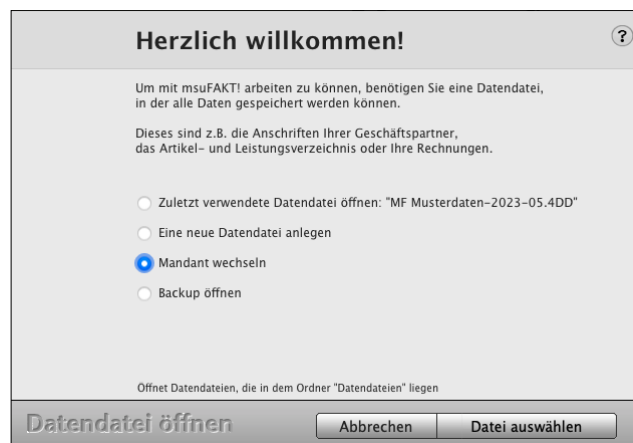 Herzlich willkommen!
?
Um mit msuFAKT! arbeiten zu können, benötigen Sie eine Datendatei,
in der alle Daten gespeichert werden können.
Dieses sind z.B. die Anschriften Ihrer Geschäftspartner,
das Artikel- und Leistungsverzeichnis oder Ihre Rechnungen.
Zuletzt verwendete Datendatei öffnen: "MF Musterdaten-2023-05.4DD"
Eine neue Datendatei anlegen
Mandant wechseln
Backup öffnen
Öffnet Datendateien, die in dem Ordner "Datendateien" liegen
Datendatei öffnen
Abbrechen
Datei auswählen